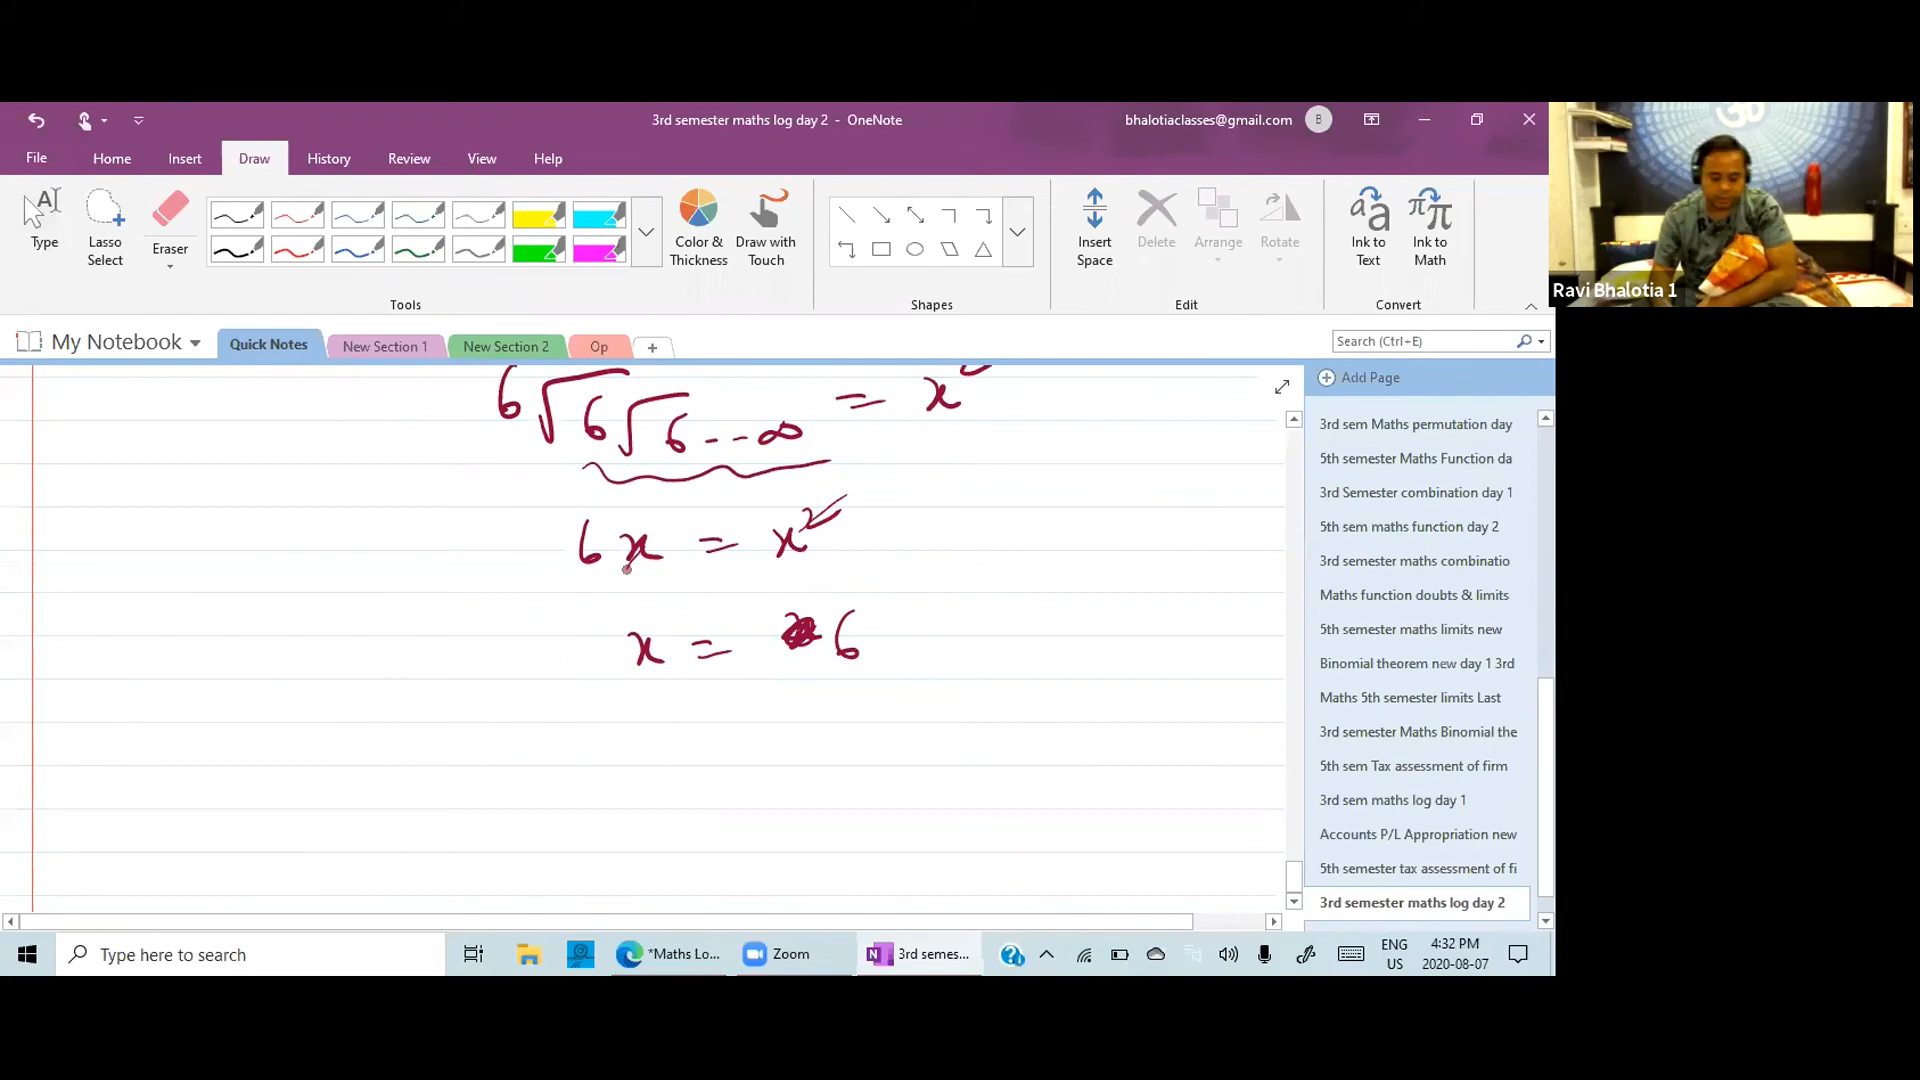 3rd semester maths log day 2 - OneNote
bhalotiaclasses@gmail.com
B
File
Home
Insert
Draw
History
Review
View
Help
Type
Lasso
Select
Eraser
Color &
Thickness
Draw with
Touch
Insert
Space
Delete
Arrange
Rotate
Ink to
Text
Ink to
Math
Tools
Shapes
Edit
Convert
Ravi Bhalotia 1
My Notebook
Quick Notes
New Section 1
New Section 2
Op
Search (Ctrl+E)
Add Page
6√6√6--∞ = x²
6x = x²
x = 6
3rd sem Maths permutation day
5th semester Maths Function da
3rd Semester combination day 1
5th sem maths function day 2
3rd semester maths combinatio
Maths function doubts & limits
5th semester maths limits new
Binomial theorem new day 1 3rd
Maths 5th semester limits Last
3rd semester Maths Binomial the
5th sem Tax assessment of firm
3rd sem maths log day 1
Accounts P/L Appropriation new
5th semester tax assessment of fi
3rd semester maths log day 2
Type here to search
*Maths Lo...
Zoom
3rd semes...
ENG
US
4:32 PM
2020-08-07